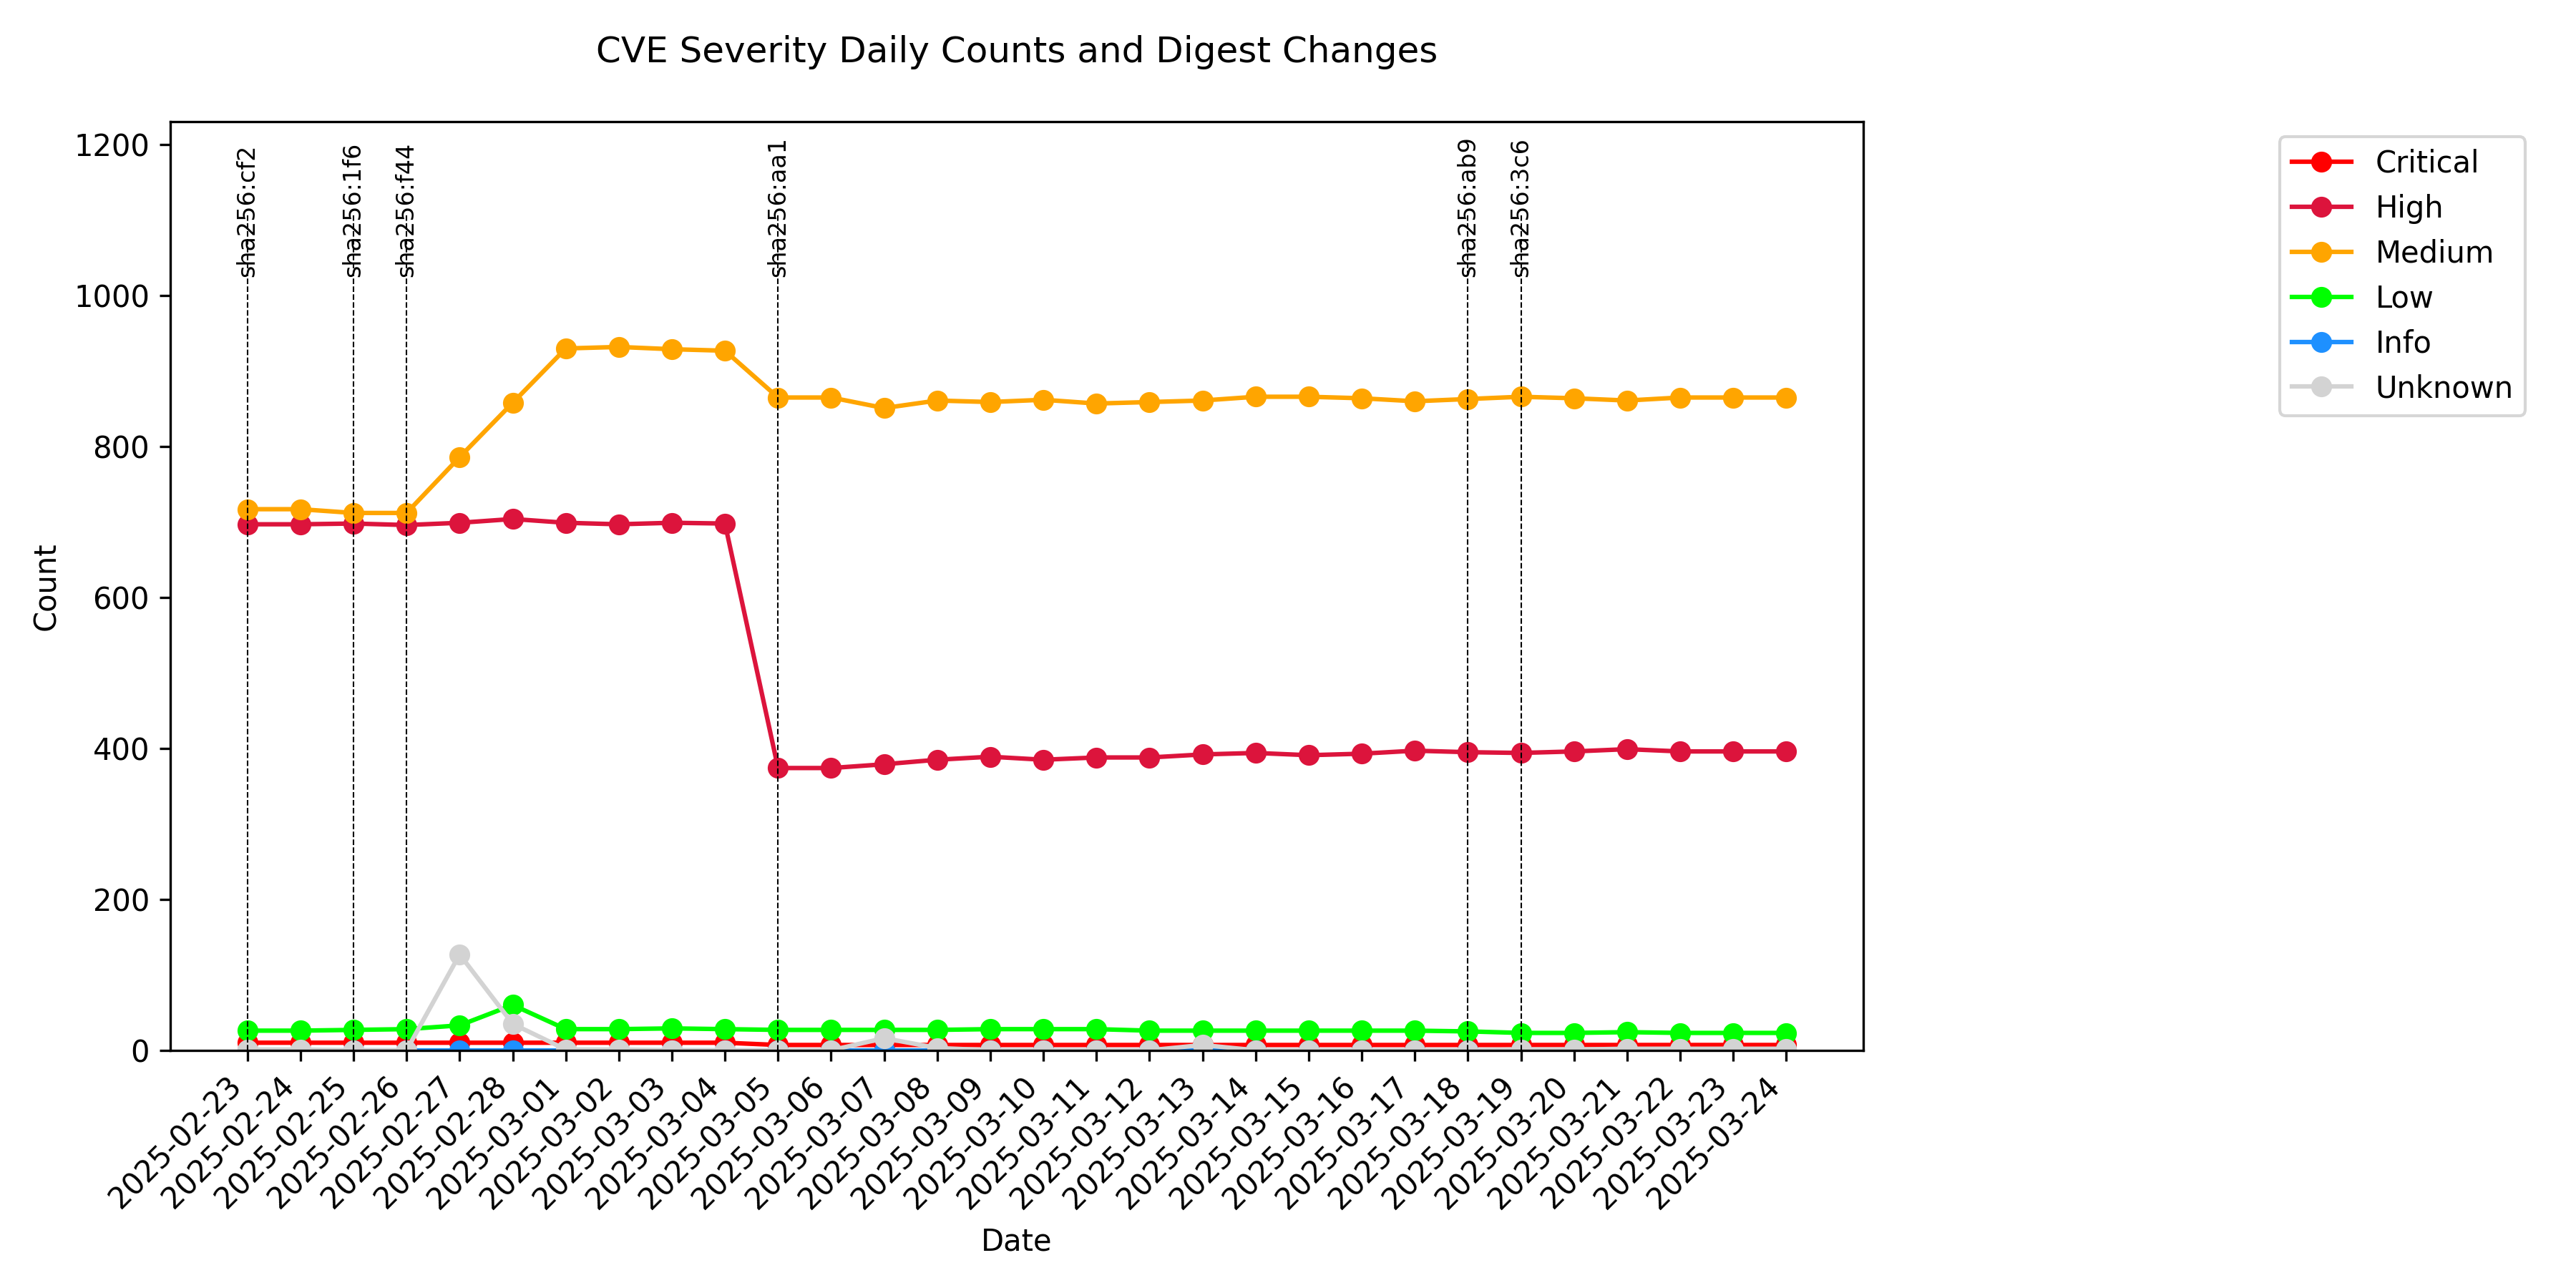 CVE Severity Daily Counts and Digest Changes
1200
1000
800
600
400
200
0
Count
sha256:cf2
sha256:1f6
sha256:f44
sha256:aa1
sha256:ab9
sha256:3c6
Critical
High
Medium
Low
Info
Unknown
2025-02-23
2025-02-24
2025-02-25
2025-02-26
2025-02-27
2025-02-28
2025-03-01
2025-03-02
2025-03-03
2025-03-04
2025-03-05
2025-03-06
2025-03-07
2025-03-08
2025-03-09
2025-03-10
2025-03-11
2025-03-12
2025-03-13
2025-03-14
2025-03-15
2025-03-16
2025-03-17
2025-03-18
2025-03-19
2025-03-20
2025-03-21
2025-03-22
2025-03-23
2025-03-24
Date